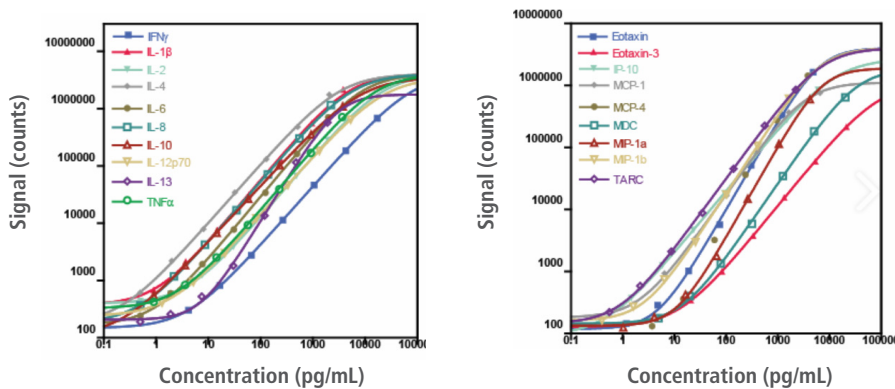 10000000
1000000
100000
10000
1000
100
Signal (counts)
IFNγ
IL-1β
IL-2
IL-4
IL-6
IL-8
IL-10
IL-12p70
IL-13
TNFα
0.1
1
10
100
1000
10000
100000
Concentration (pg/mL)
10000000
1000000
100000
10000
1000
100
Signal (counts)
Eotaxin
Eotaxin-3
IP-10
MCP-1
MCP-4
MDC
MIP-1a
MIP-1b
TARC
0.1
1
10
100
1000
10000
100000
Concentration (pg/mL)